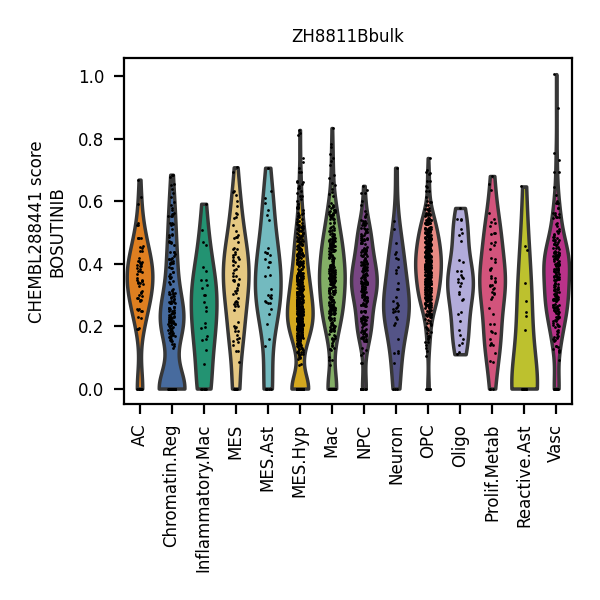 ZH8811Bbulk
CHEMBL288441 score
BOSUTINIB
1.0
0.8
0.6
0.4
0.2
0.0
AC
Chromatin.Reg
Inflammatory.Mac
MES
MES.Ast
MES.Hyp
Mac
NPC
Neuron
OPC
Oligo
Prolif.Metab
Reactive.Ast
Vasc